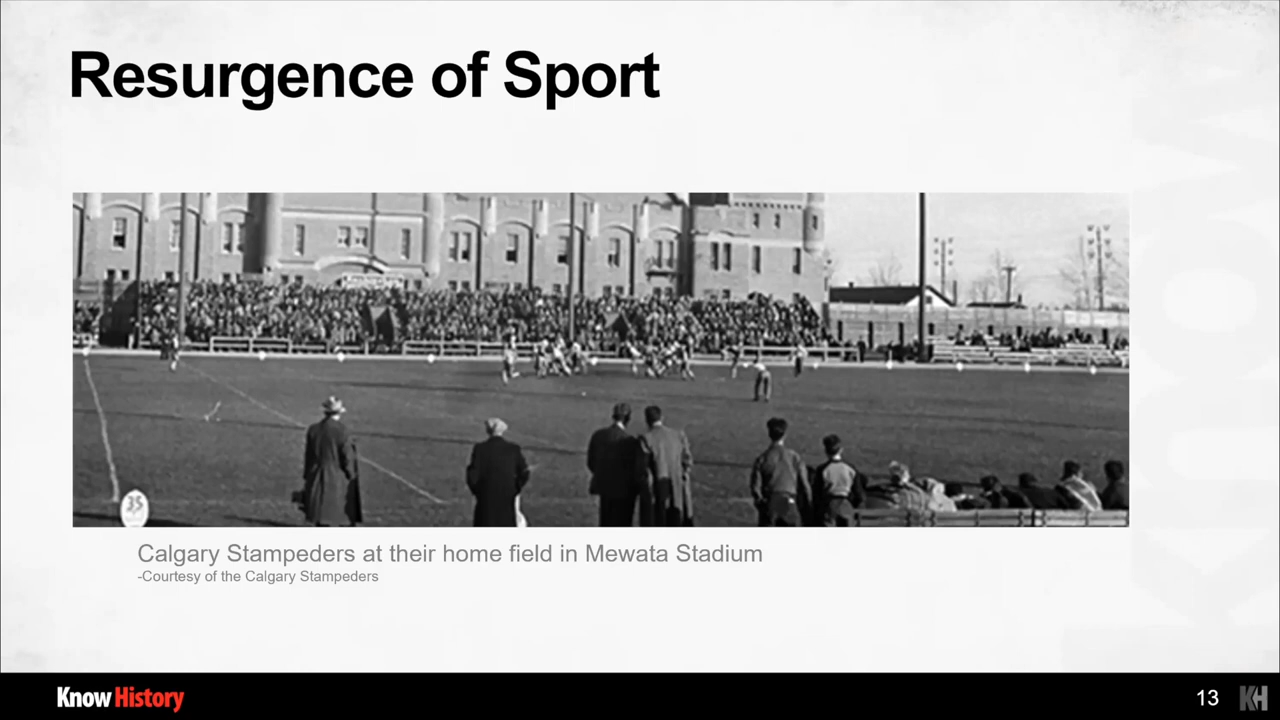 Resurgence of Sport
35
Calgary Stampeders at their home field in Mewata Stadium
-Courtesy of the Calgary Stampeders
Know History
13
KH